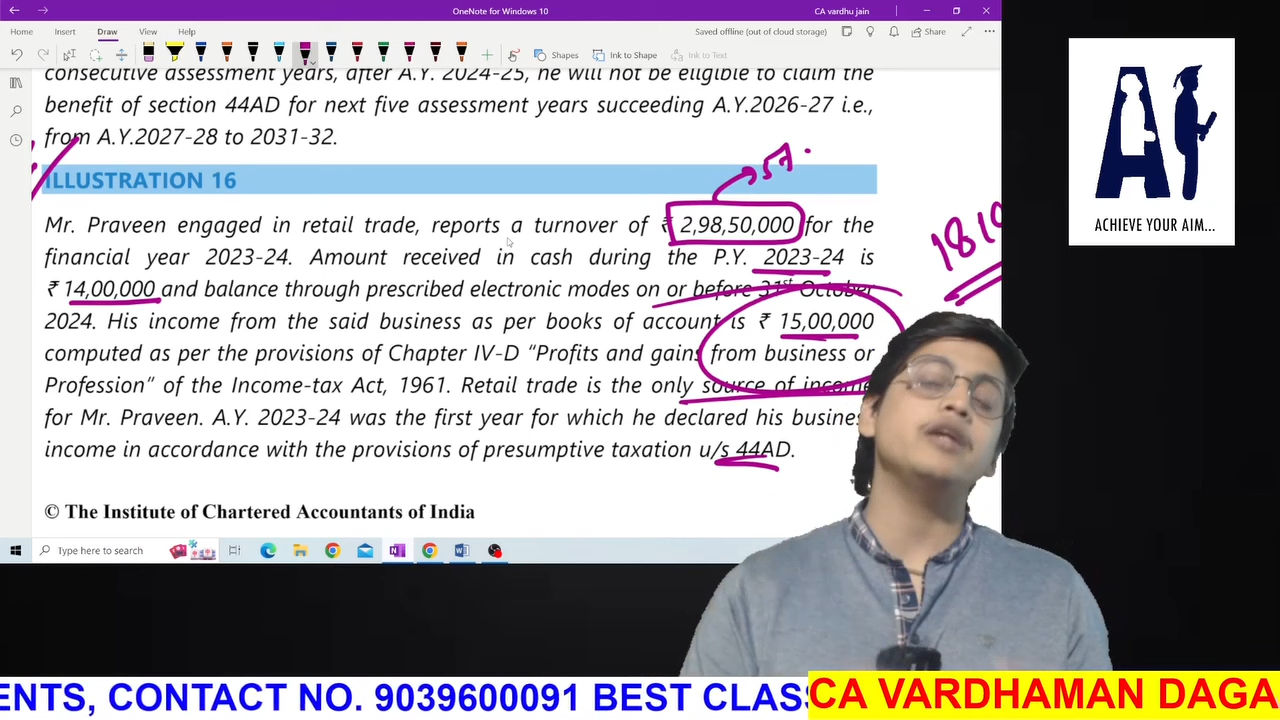 OneNote for Windows 10
CA vardhu jain
Home Insert Draw View Help
Saved offline (out of cloud storage)
Share
Shapes
Ink to Shape
Ink to Text
consecutive assessment years, after A.Y. 2024-25, he will not be eligible to claim the
benefit of section 44AD for next five assessment years succeeding A.Y.2026-27 i.e.,
from A.Y.2027-28 to 2031-32.
ILLUSTRATION 16
Mr. Praveen engaged in retail trade, reports a turnover of ₹ 2,98,50,000 for the
financial year 2023-24. Amount received in cash during the P.Y. 2023-24 is
₹ 14,00,000 and balance through prescribed electronic modes on or before 31st October
2024. His income from the said business as per books of account is ₹ 15,00,000
computed as per the provisions of Chapter IV-D "Profits and gains from business or
Profession" of the Income-tax Act, 1961. Retail trade is the only source of income
for Mr. Praveen. A.Y. 2023-24 was the first year for which he declared his business
income in accordance with the provisions of presumptive taxation u/s 44AD.
© The Institute of Chartered Accountants of India
Type here to search
ACHIEVE YOUR AIM...
ENTS, CONTACT NO. 9039600091 BEST CLAS
CA VARDHAMAN DAGA